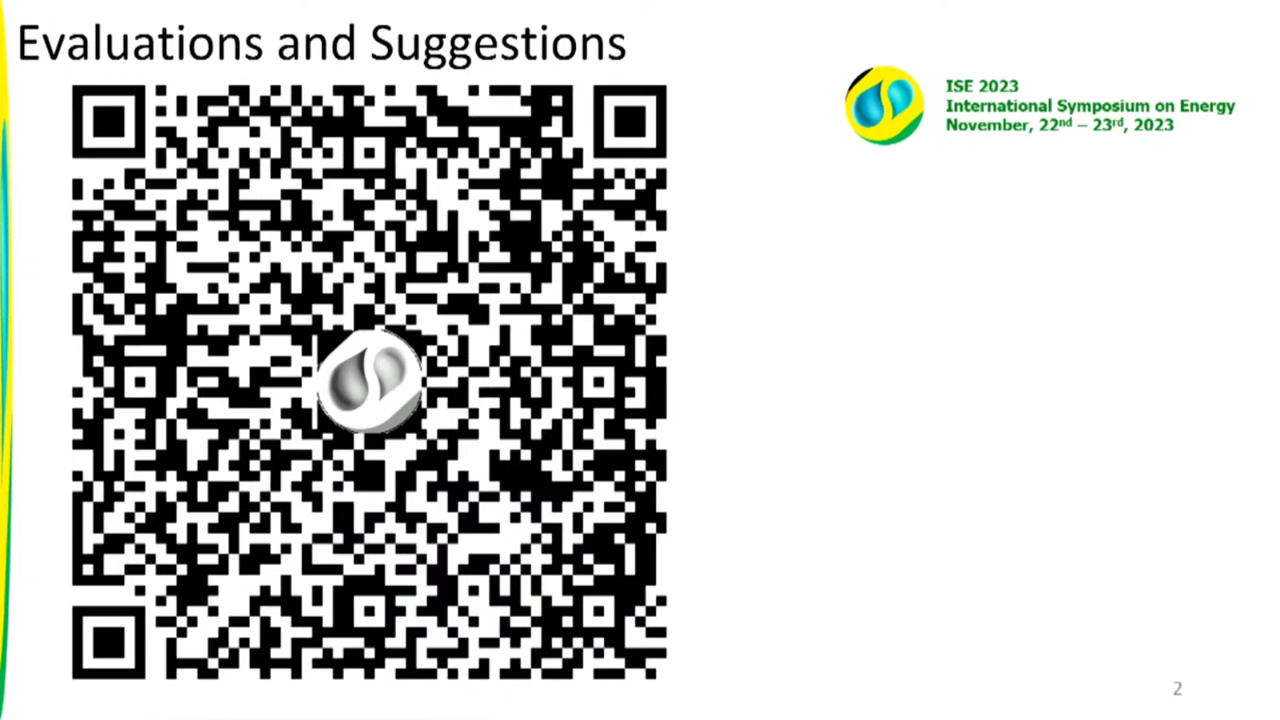 Evaluations and Suggestions
ISE 2023
International Symposium on Energy
November, 22nd – 23rd, 2023
2